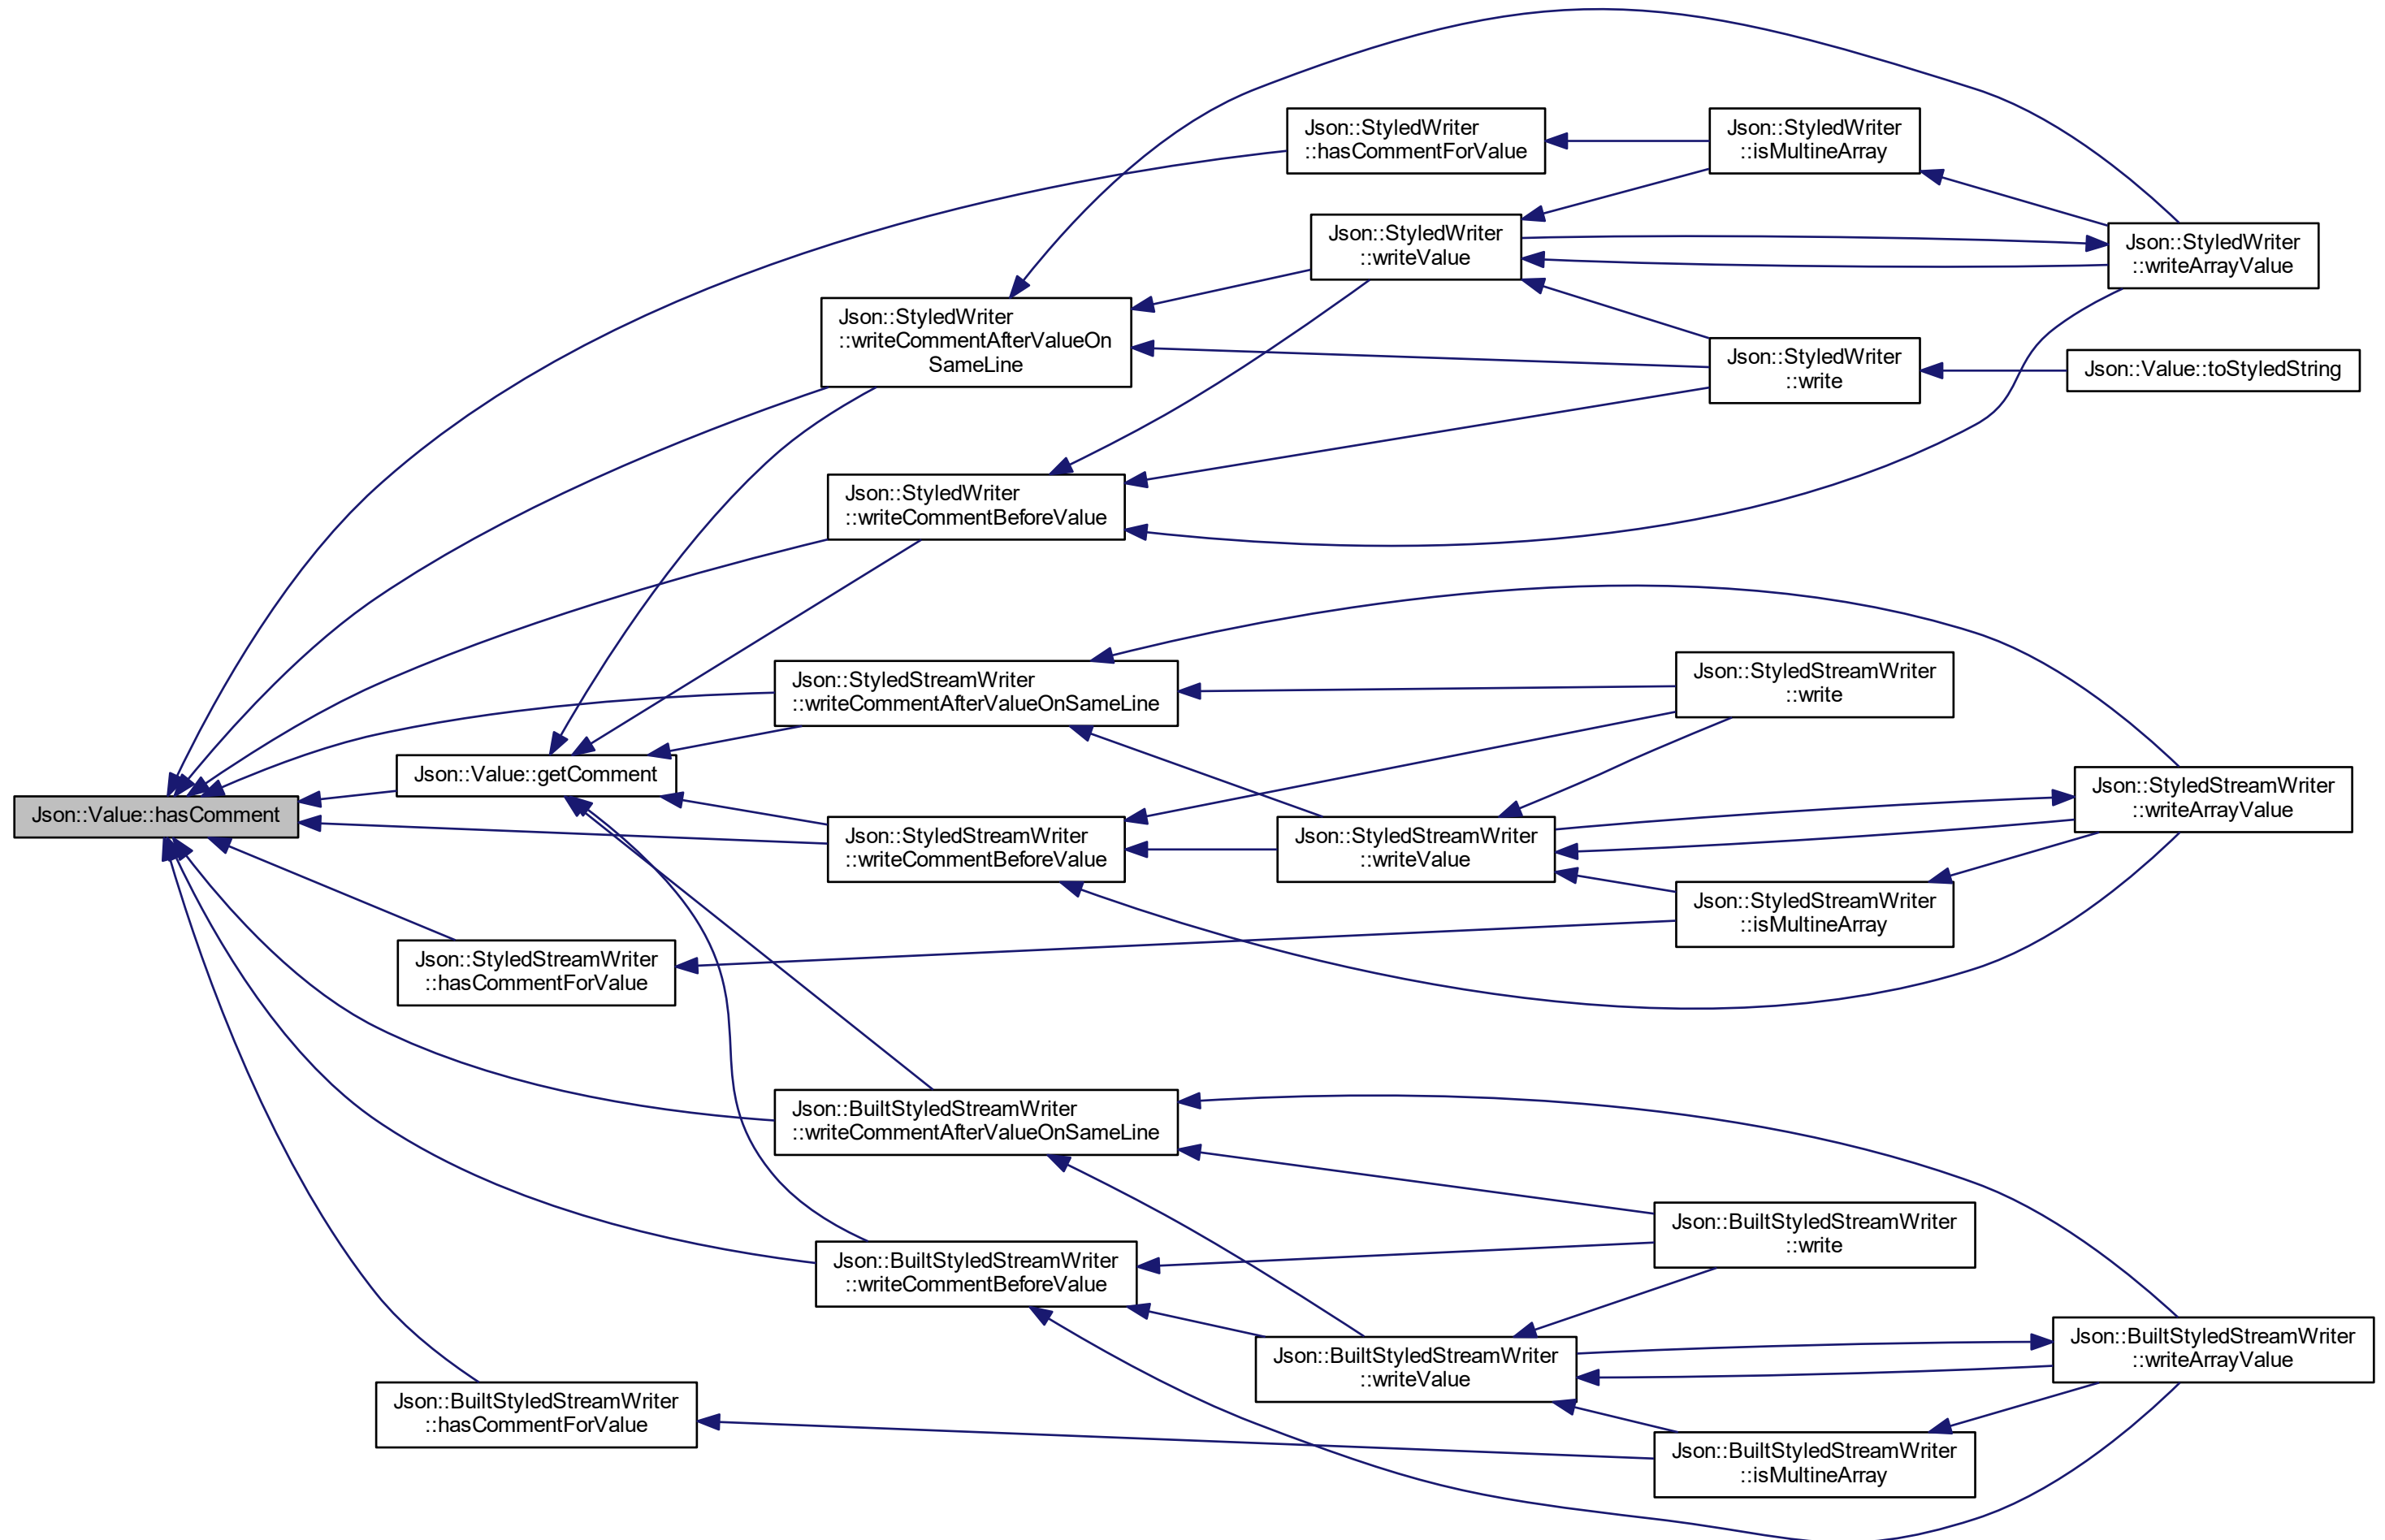 Json::StyledWriter
::hasCommentForValue
Json::StyledWriter
::isMultineArray
Json::StyledWriter
::writeValue
Json::StyledWriter
::writeArrayValue
Json::StyledWriter
::writeCommentAfterValueOn
SameLine
Json::StyledWriter
::write
Json::Value::toStyledString
Json::StyledWriter
::writeCommentBeforeValue
Json::StyledStreamWriter
::writeCommentAfterValueOnSameLine
Json::StyledStreamWriter
::write
Json::Value::getComment
Json::Value::hasComment
Json::StyledStreamWriter
::writeArrayValue
Json::StyledStreamWriter
::writeCommentBeforeValue
Json::StyledStreamWriter
::writeValue
Json::StyledStreamWriter
::isMultineArray
Json::StyledStreamWriter
::hasCommentForValue
Json::BuiltStyledStreamWriter
::writeCommentAfterValueOnSameLine
Json::BuiltStyledStreamWriter
::write
Json::BuiltStyledStreamWriter
::writeCommentBeforeValue
Json::BuiltStyledStreamWriter
::writeValue
Json::BuiltStyledStreamWriter
::writeArrayValue
Json::BuiltStyledStreamWriter
::hasCommentForValue
Json::BuiltStyledStreamWriter
::isMultineArray